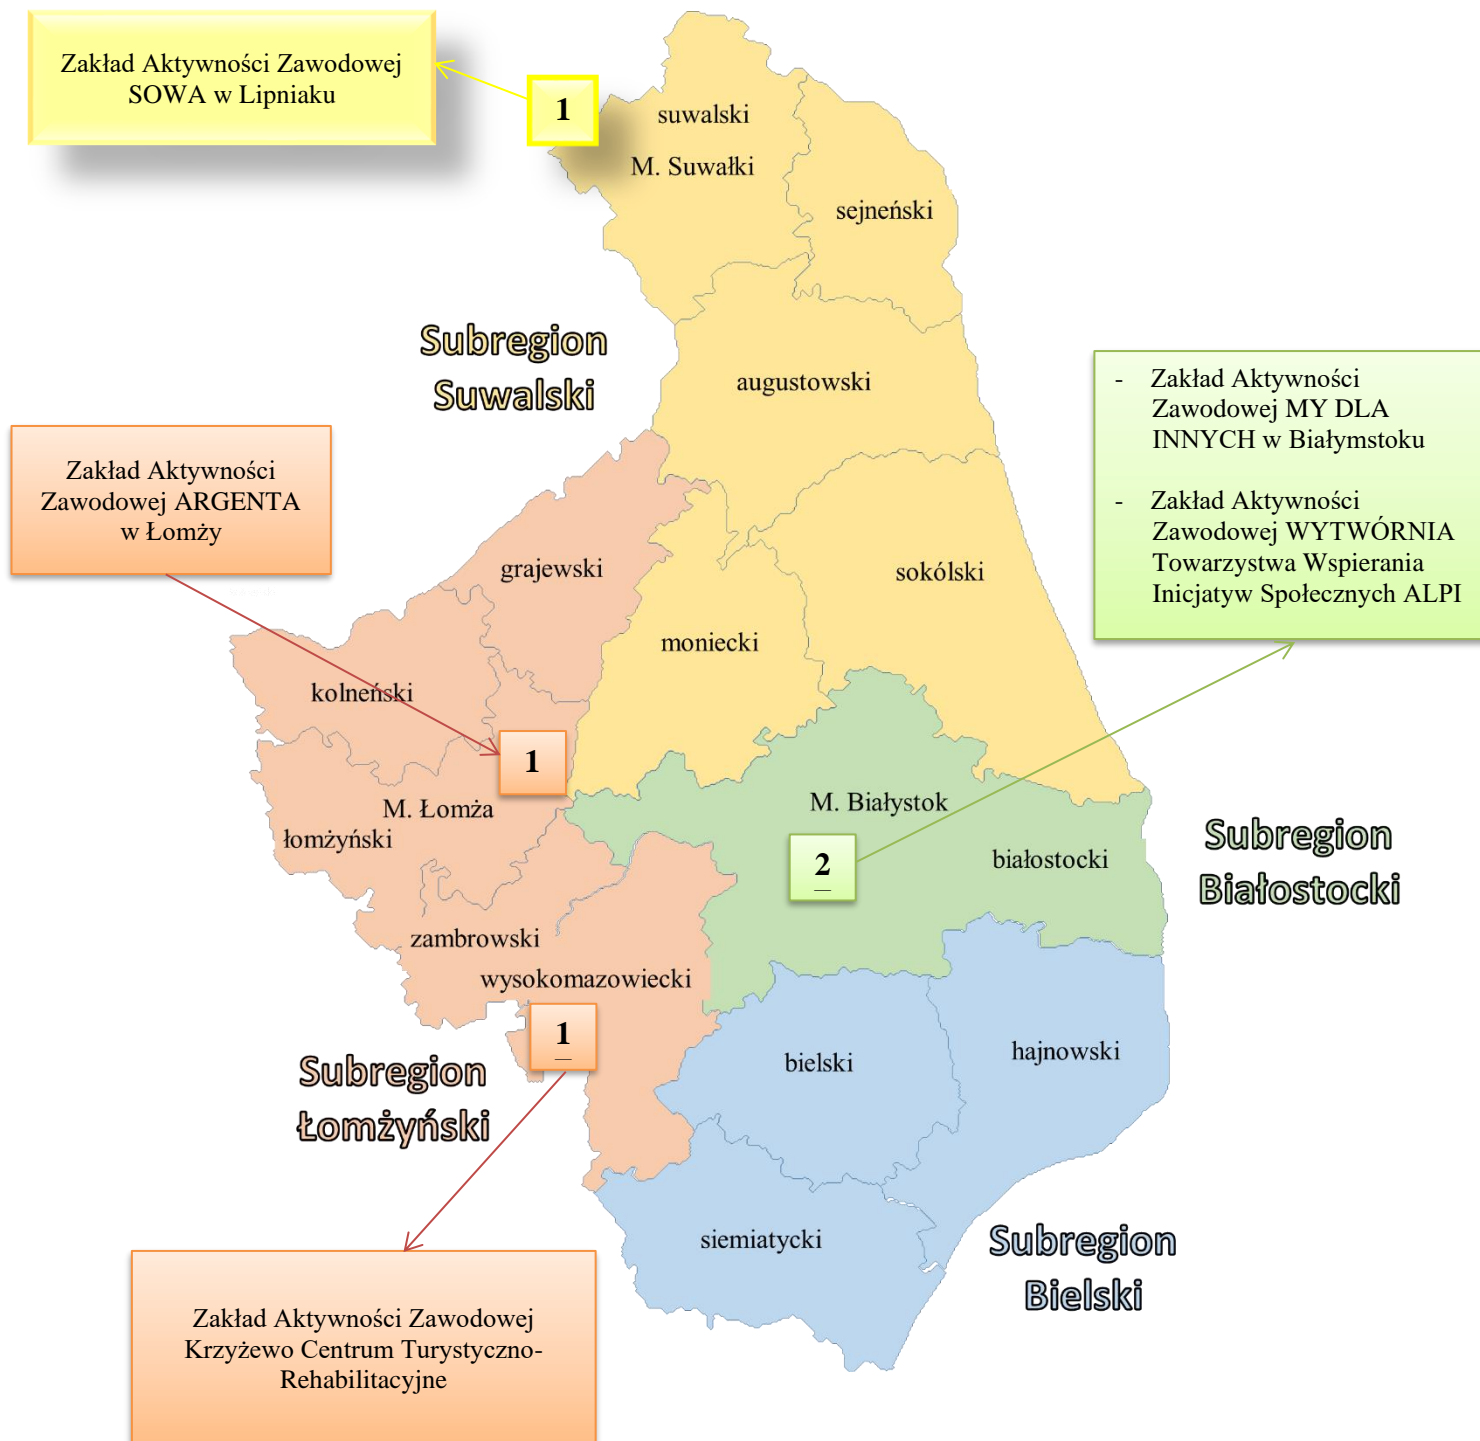 Zakład Aktywności Zawodowej
SOWA w Lipniaku
1
suwalski
M. Suwałki
sejneński
Subregion
Suwalski
augustowski
- Zakład Aktywności
Zawodowej MY DLA
INNYCH w Białymstoku
- Zakład Aktywności
Zawodowej WYTWÓRNIA
Towarzystwa Wspierania
Inicjatyw Społecznych ALPI
Zakład Aktywności
Zawodowej ARGENTA
w Łomży
grajewski
sokólski
moniecki
kolneński
1
M. Łomża
łomżyński
M. Białystok
2
białostocki
Subregion
Białostocki
zambrowski
wysokomazowiecki
1
Subregion
Łomżyński
bielski
hajnowski
siemiatycki
Subregion
Bielski
Zakład Aktywności Zawodowej
Krzyżewo Centrum Turystyczno-
Rehabilitacyjne